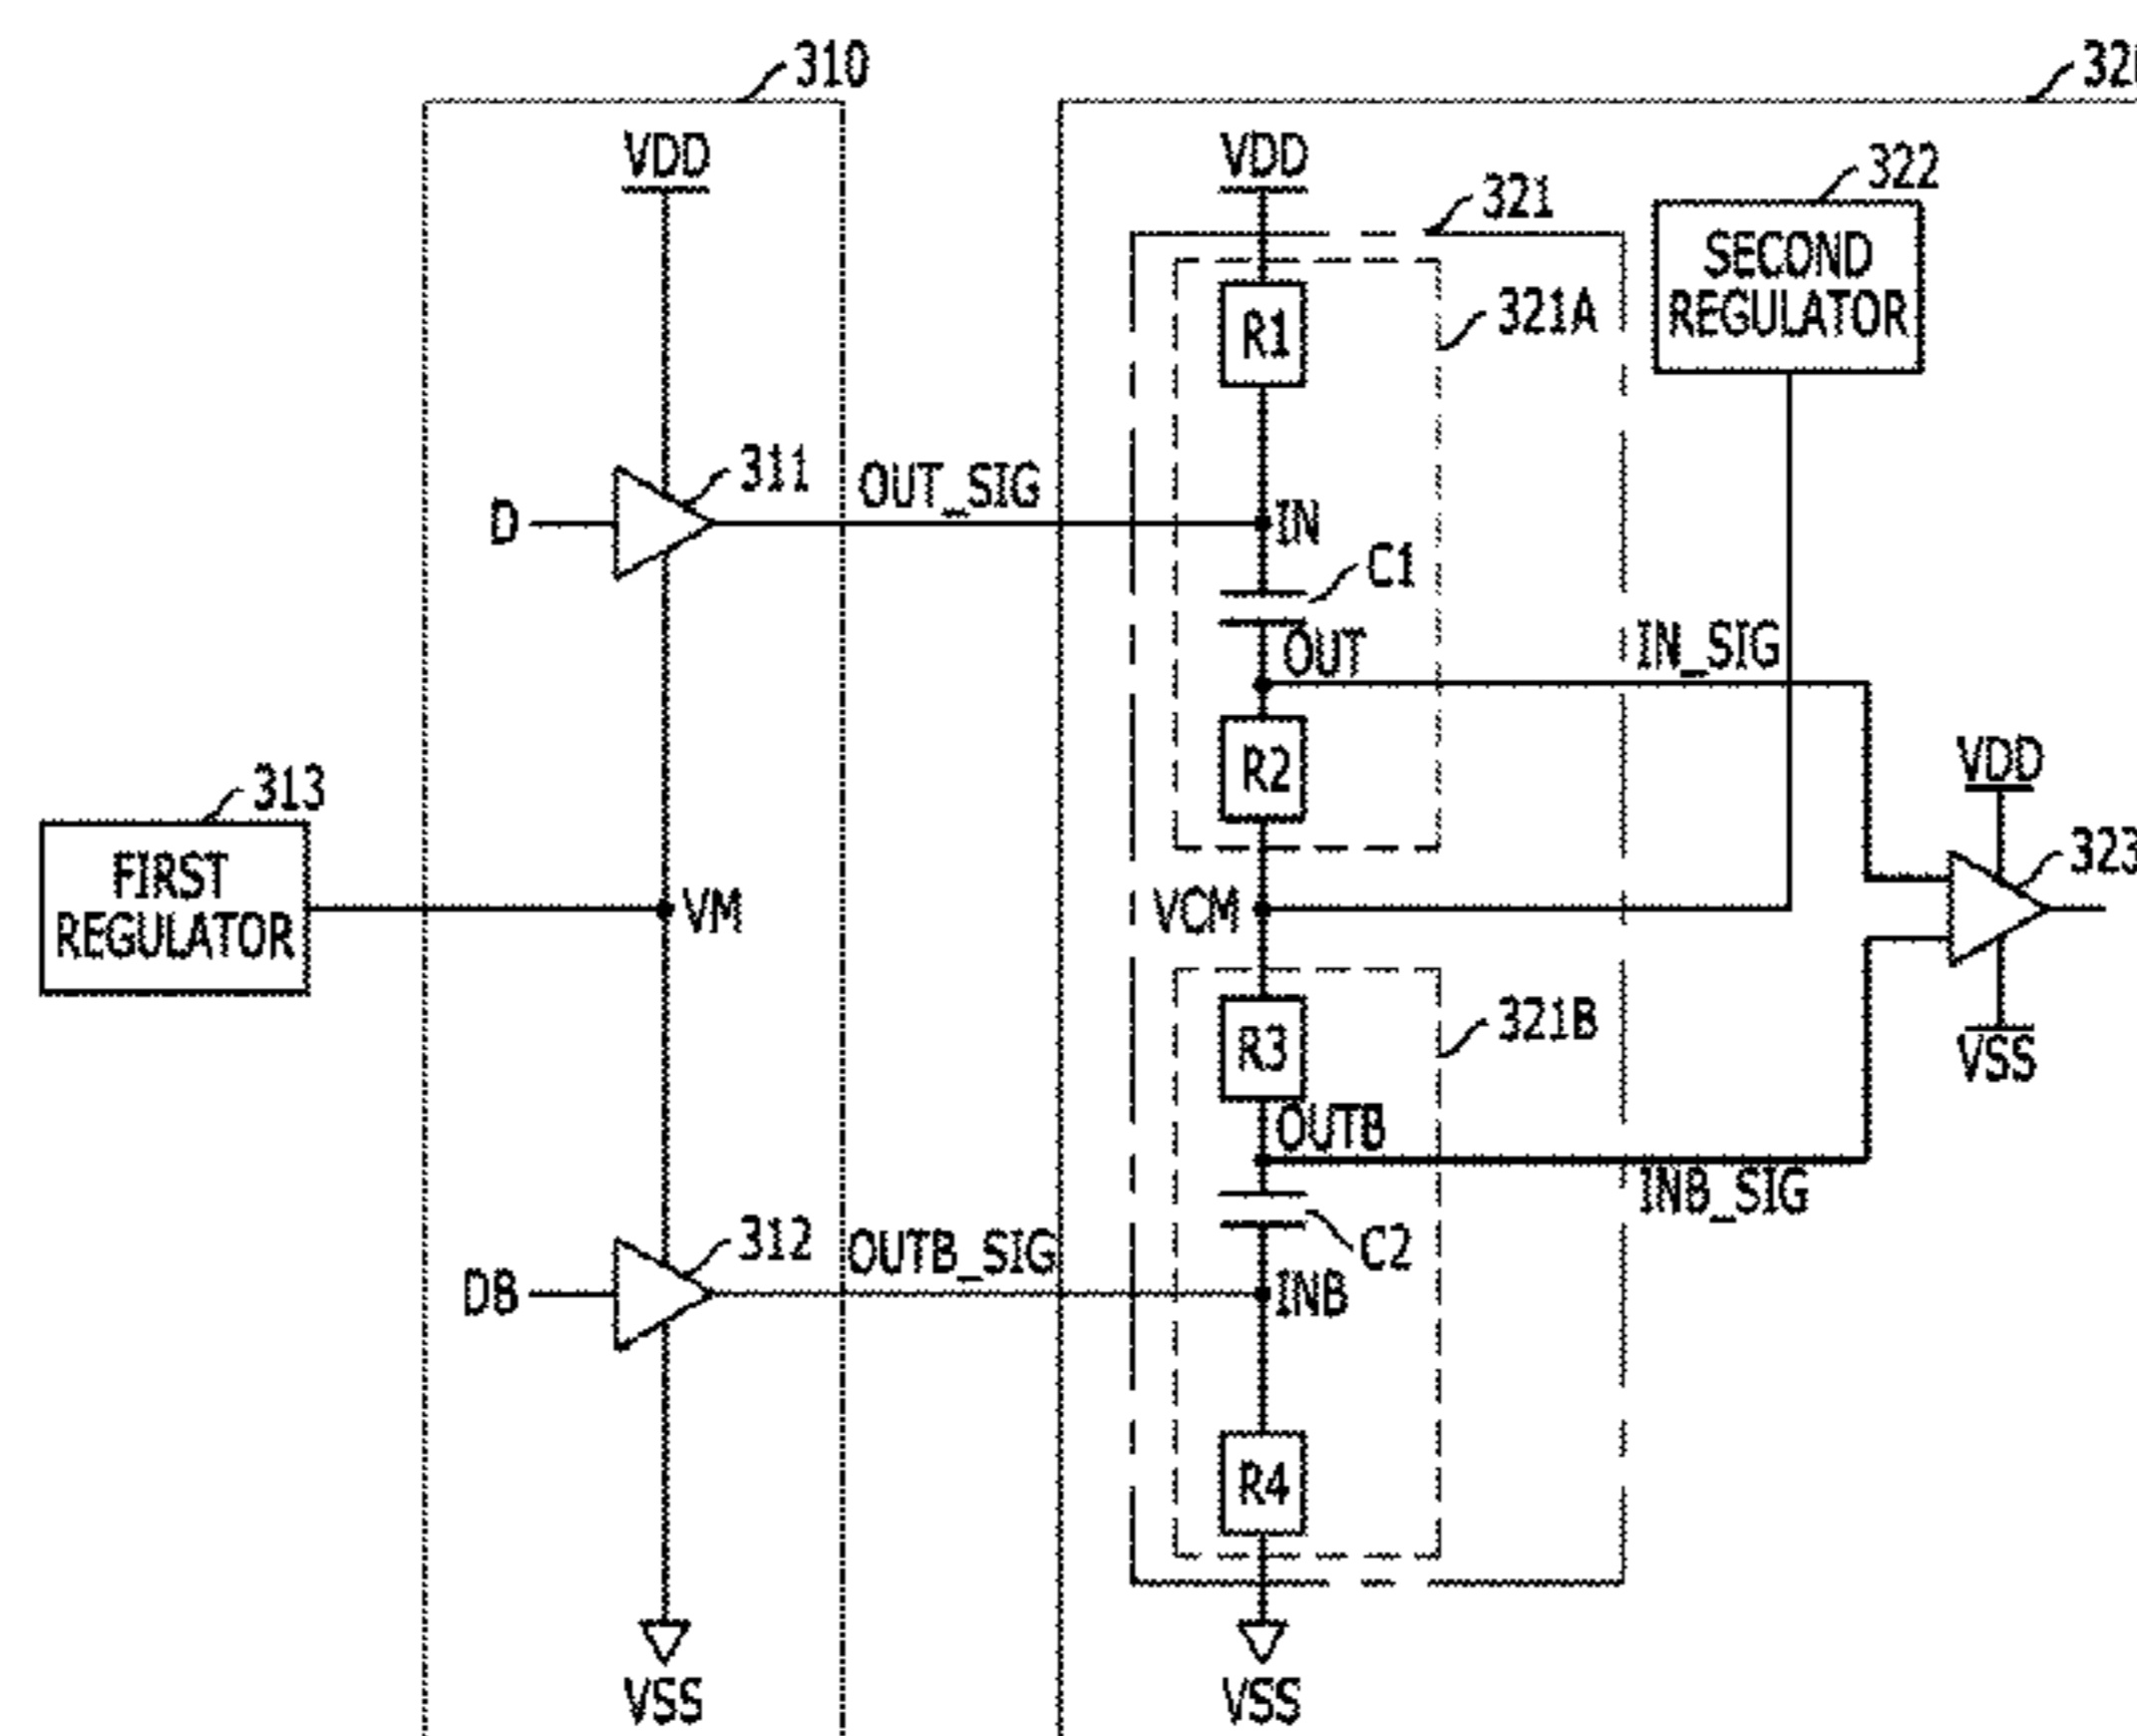 310
VDD
VDD
321
322
SECOND
REGULATOR
R1
321A
311
OUT_SIG
D
IN
C1
OUT
IN_SIG
R2
VDD
313
323
FIRST
REGULATOR
VM
VCM
R3
321B
VSS
OUTB
INB_SIG
312
OUTB_SIG
C2
DB
INB
R4
VSS
VSS